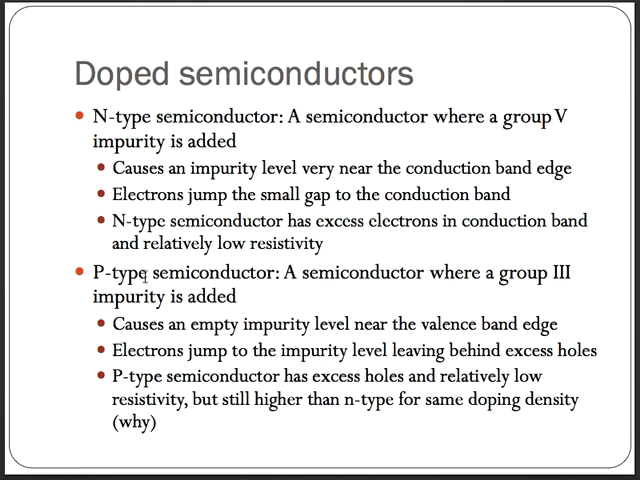 Doped semiconductors
N-type semiconductor: A semiconductor where a group V
impurity is added
Causes an impurity level very near the conduction band edge
Electrons jump the small gap to the conduction band
N-type semiconductor has excess electrons in conduction band
and relatively low resistivity
P-type semiconductor: A semiconductor where a group III
impurity is added
Causes an empty impurity level near the valence band edge
Electrons jump to the impurity level leaving behind excess holes
P-type semiconductor has excess holes and relatively low
resistivity, but still higher than n-type for same doping density
(why)